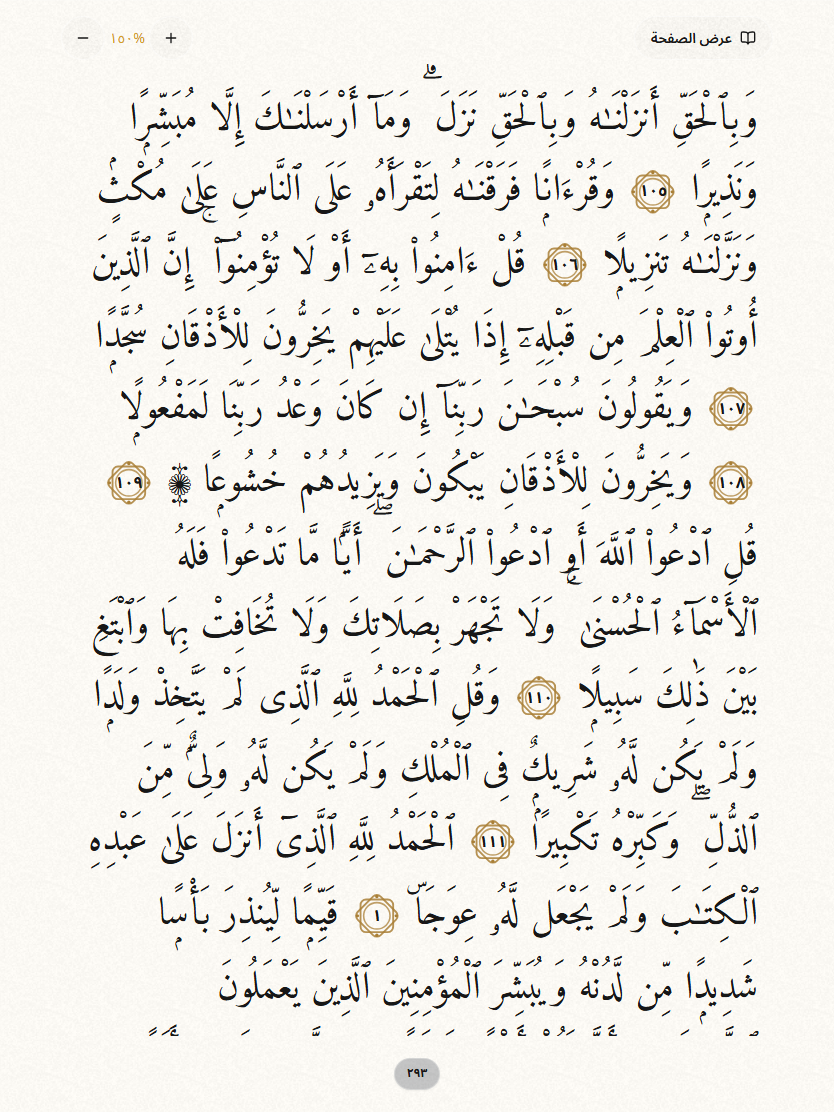 عرض الصفحة
+ ١٥٠% −
وَبِٱلْحَقِّ أَنزَلْنَـٰهُ وَبِٱلْحَقِّ نَزَلَ ۗ وَمَآ أَرْسَلْنَـٰكَ إِلَّا مُبَشِّرًا
وَنَذِيرًا ١٠٥ وَقُرْءَانًا فَرَقْنَـٰهُ لِتَقْرَأَهُۥ عَلَى ٱلنَّاسِ عَلَىٰ مُكْثٍ
وَنَزَّلْنَـٰهُ تَنزِيلًا ١٠٦ قُلْ ءَامِنُوا۟ بِهِۦٓ أَوْ لَا تُؤْمِنُوٓا۟ ۚ إِنَّ ٱلَّذِينَ
أُوتُوا۟ ٱلْعِلْمَ مِن قَبْلِهِۦٓ إِذَا يُتْلَىٰ عَلَيْهِمْ يَخِرُّونَ لِلْأَذْقَانِ سُجَّدًا
١٠٧ وَيَقُولُونَ سُبْحَـٰنَ رَبِّنَآ إِن كَانَ وَعْدُ رَبِّنَا لَمَفْعُولًا
١٠٨ وَيَخِرُّونَ لِلْأَذْقَانِ يَبْكُونَ وَيَزِيدُهُمْ خُشُوعًا ۩ ١٠٩
قُلِ ٱدْعُوا۟ ٱللَّهَ أَوِ ٱدْعُوا۟ ٱلرَّحْمَـٰنَ ۖ أَيًّا مَّا تَدْعُوا۟ فَلَهُ
ٱلْأَسْمَآءُ ٱلْحُسْنَىٰ ۚ وَلَا تَجْهَرْ بِصَلَاتِكَ وَلَا تُخَافِتْ بِهَا وَٱبْتَغِ
بَيْنَ ذَٰلِكَ سَبِيلًا ١١٠ وَقُلِ ٱلْحَمْدُ لِلَّهِ ٱلَّذِى لَمْ يَتَّخِذْ وَلَدًا
وَلَمْ يَكُن لَّهُۥ شَرِيكٌ فِى ٱلْمُلْكِ وَلَمْ يَكُن لَّهُۥ وَلِىٌّ مِّنَ
ٱلذُّلِّ ۖ وَكَبِّرْهُ تَكْبِيرًۢا ١١١ ٱلْحَمْدُ لِلَّهِ ٱلَّذِىٓ أَنزَلَ عَلَىٰ عَبْدِهِ
ٱلْكِتَـٰبَ وَلَمْ يَجْعَل لَّهُۥ عِوَجَاۜ ١ قَيِّمًا لِّيُنذِرَ بَأْسًا
شَدِيدًا مِّن لَّدُنْهُ وَيُبَشِّرَ ٱلْمُؤْمِنِينَ ٱلَّذِينَ يَعْمَلُونَ
٢٩٣